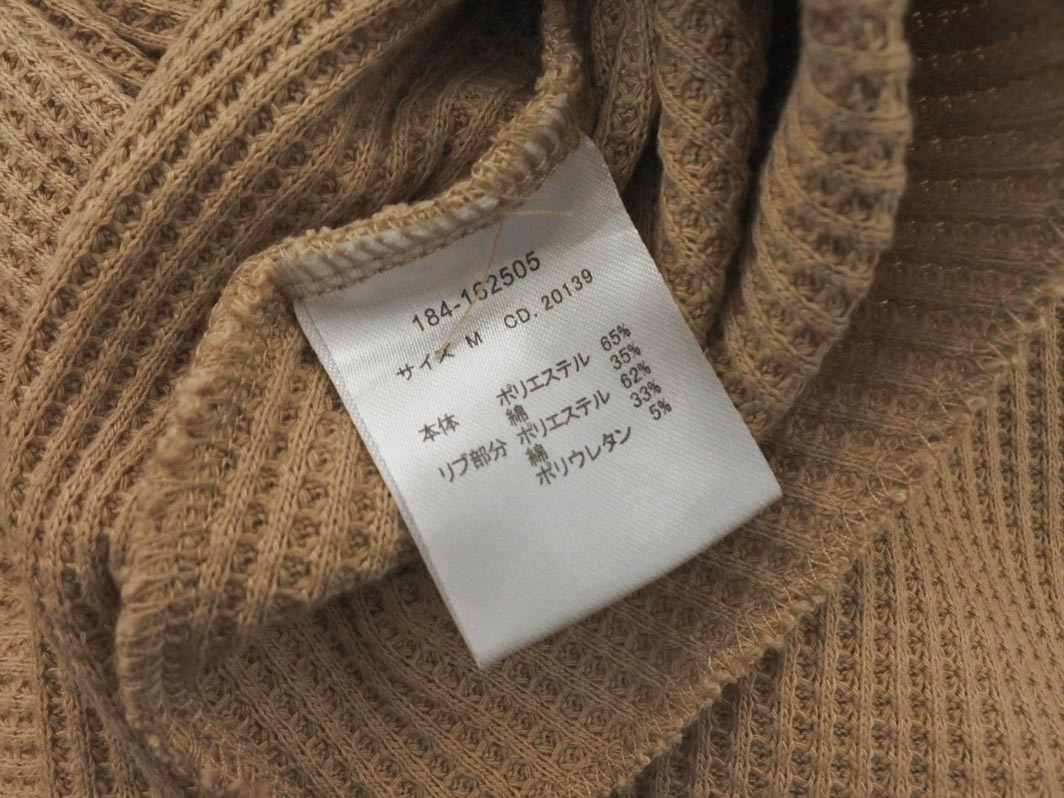 184-162505
サイズ M CD. 20139
本体 ポリエステル 65%
綿 35%
リブ部分 ポリエステル 62%
綿 33%
ポリウレタン 5%